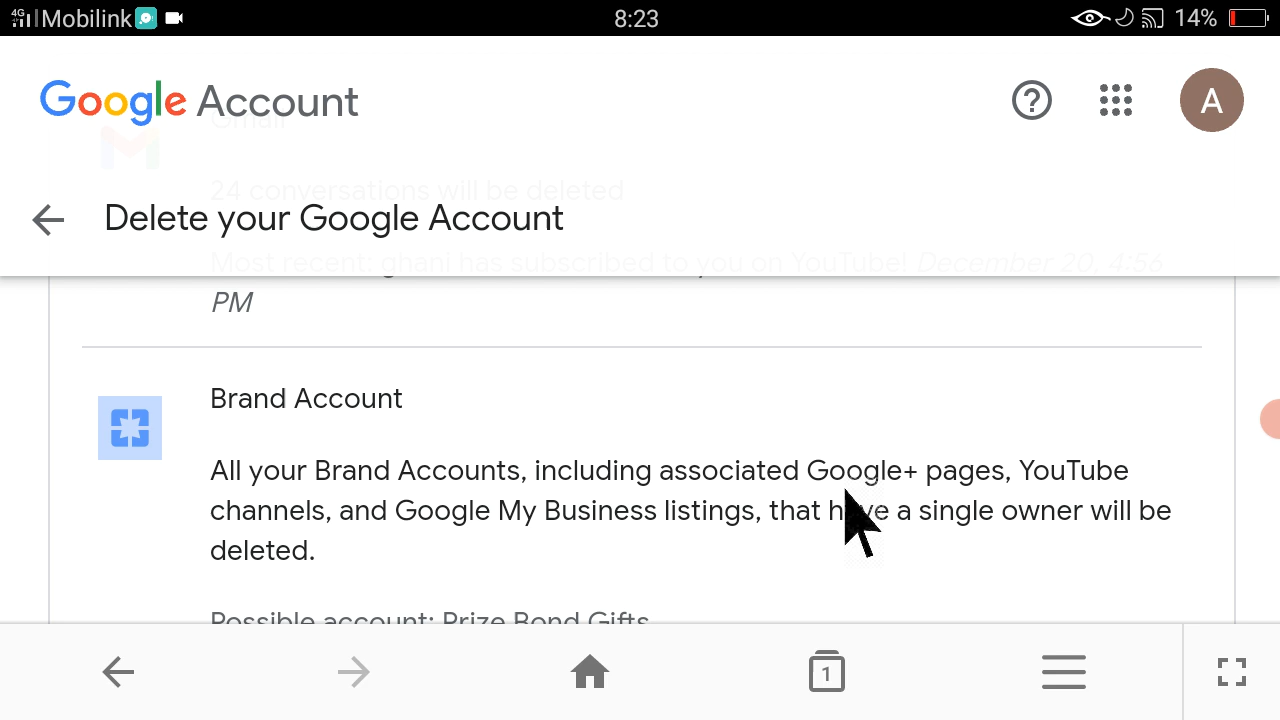 4G Mobilink 8:23 14%
Google Account A
Gmail
24 conversations will be deleted
Delete your Google Account
Most recent: ghani has subscribed to you on YouTube! December 20, 4:56
PM
Brand Account
All your Brand Accounts, including associated Google+ pages, YouTube
channels, and Google My Business listings, that have a single owner will be
deleted.
Possible account: Prize Bond Gifts
1